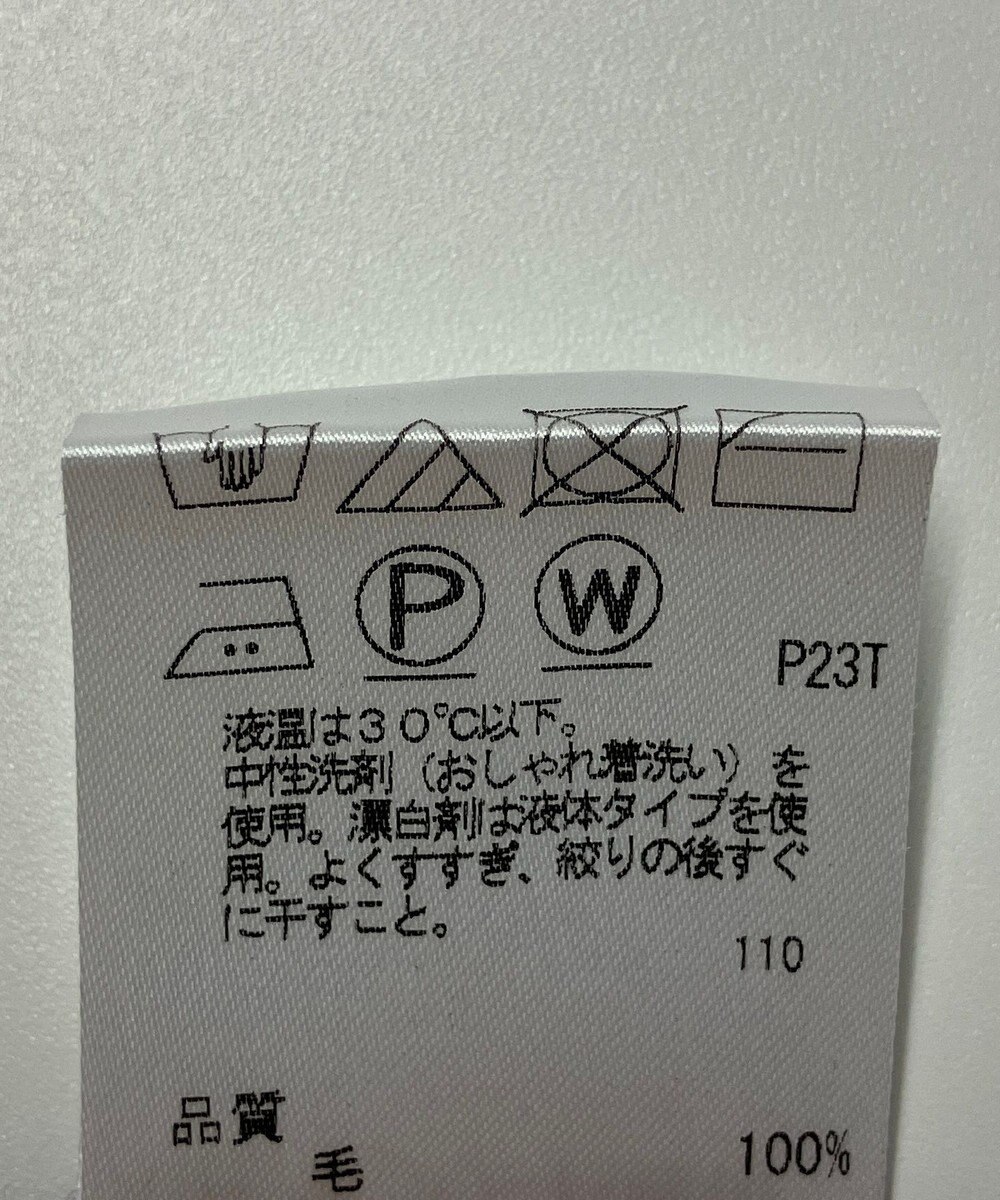 P
W
P23T
液温は３０℃以下。
中性洗剤（おしゃれ着洗い）を
使用。漂白剤は液体タイプを使
用。よくすすぎ、絞りの後すぐ
に干すこと。
110
品質
毛 100%